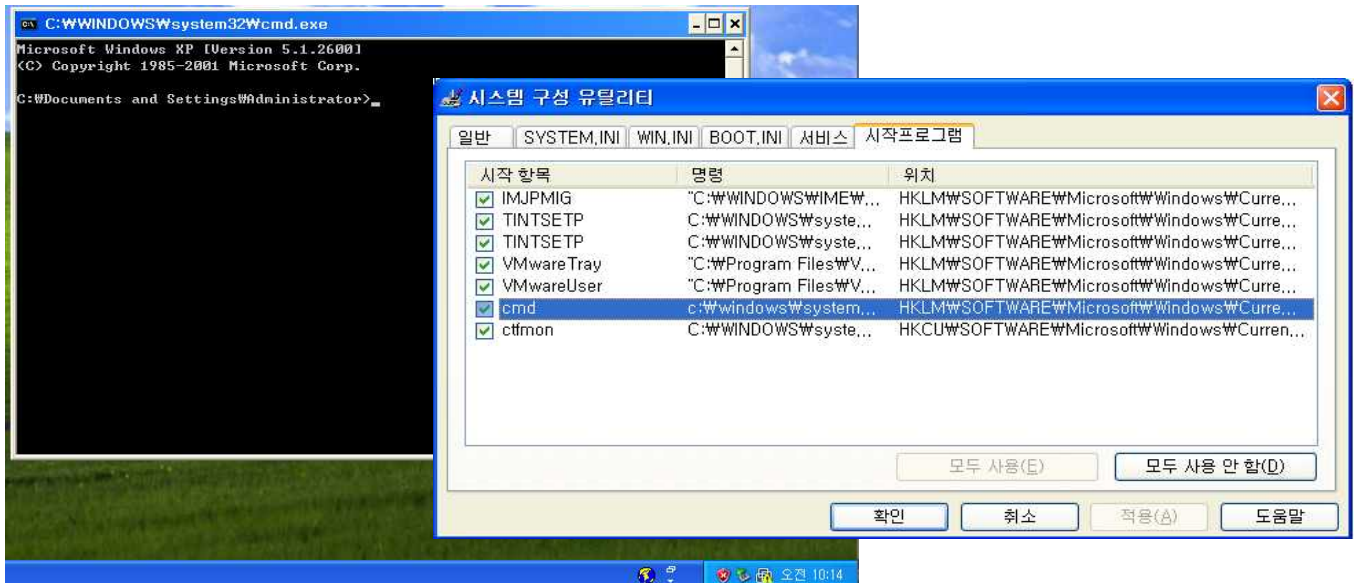 C:₩WINDOWS₩system32₩cmd.exe
Microsoft Windows XP [Version 5.1.2600]
(C) Copyright 1985-2001 Microsoft Corp.
C:₩Documents and Settings₩Administrator>_
시스템 구성 유틸리티
일반 SYSTEM.INI WIN.INI BOOT.INI 서비스 시작프로그램
시작 항목 명령 위치
IMJPMIG "C:₩WINDOWS₩IME₩... HKLM₩SOFTWARE₩Microsoft₩Windows₩Curre...
TINTSETP C:₩WINDOWS₩syste... HKLM₩SOFTWARE₩Microsoft₩Windows₩Curre...
TINTSETP C:₩WINDOWS₩syste... HKLM₩SOFTWARE₩Microsoft₩Windows₩Curre...
VMwareTray "C:₩Program Files₩V... HKLM₩SOFTWARE₩Microsoft₩Windows₩Curre...
VMwareUser "C:₩Program Files₩V... HKLM₩SOFTWARE₩Microsoft₩Windows₩Curre...
cmd c:₩windows₩system... HKLM₩SOFTWARE₩Microsoft₩Windows₩Curre...
ctfmon C:₩WINDOWS₩syste... HKCU₩SOFTWARE₩Microsoft₩Windows₩Curren...
모두 사용(E) 모두 사용 안 함(D)
확인 취소 적용(A) 도움말
오전 10:14